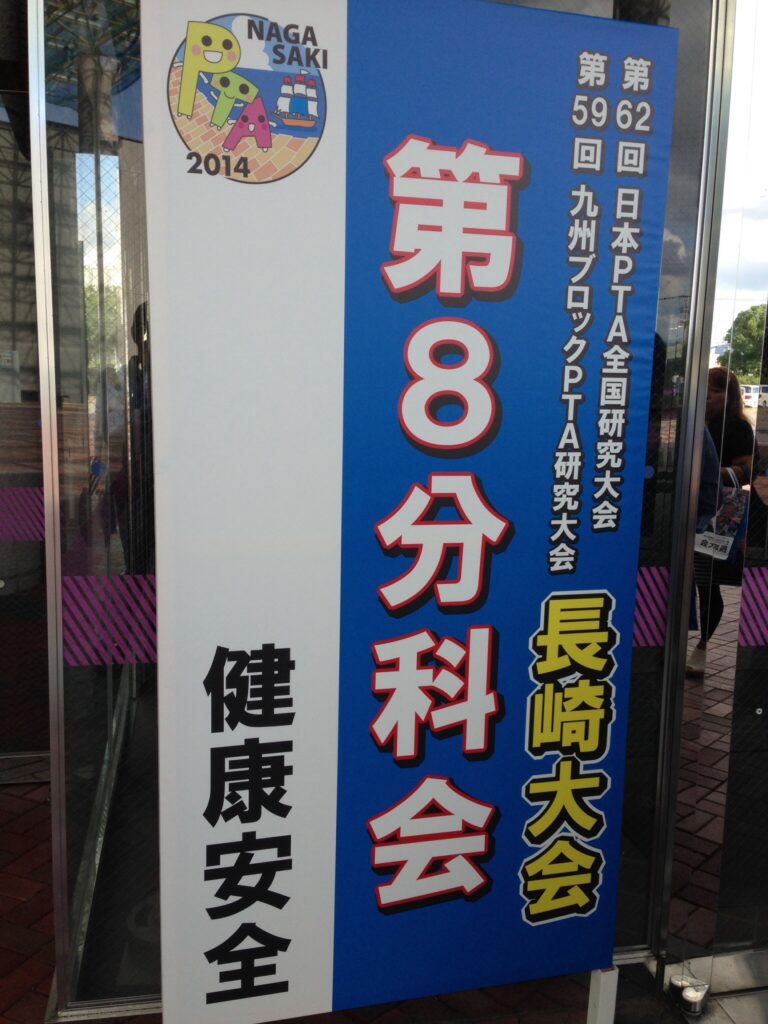 第62回 日本PTA全国研究大会
第59回 九州ブロックPTA研究大会
長崎大会
第8分科会
健康安全
NAGA
SAKI
PTA
2014